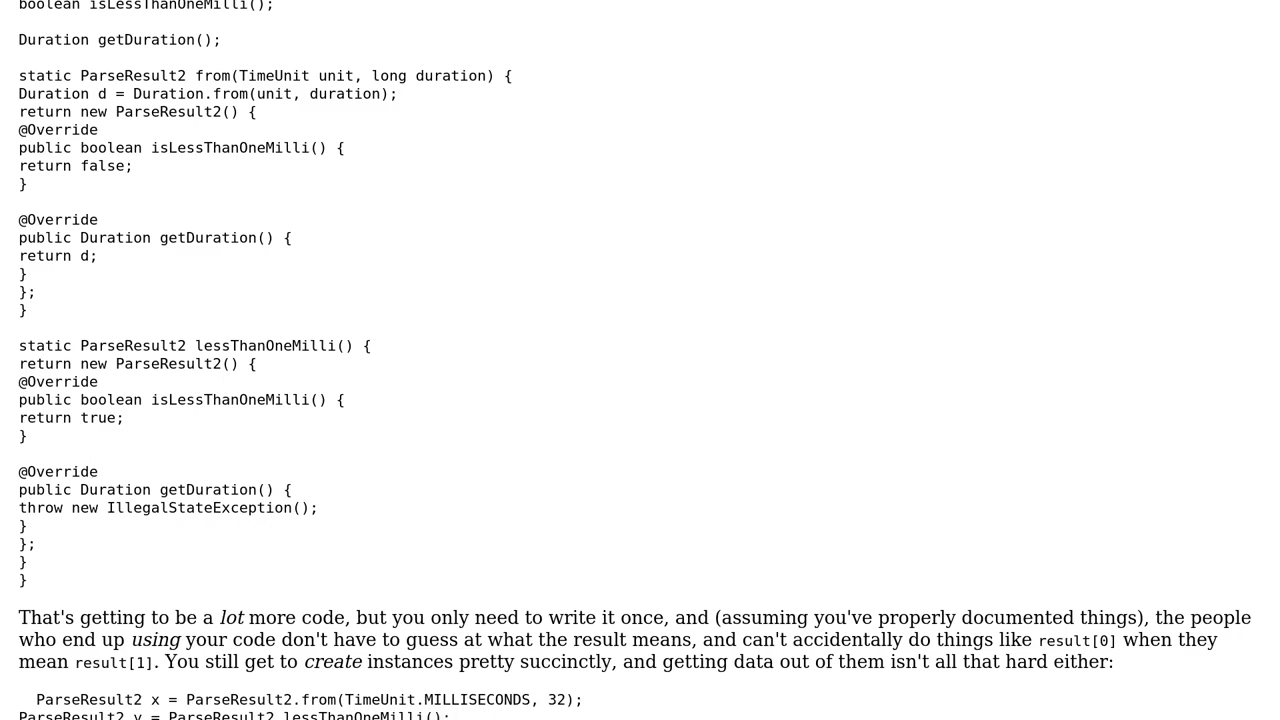 boolean isLessThanOneMilli();
Duration getDuration();
static ParseResult2 from(TimeUnit unit, long duration) {
Duration d = Duration.from(unit, duration);
return new ParseResult2() {
@Override
public boolean isLessThanOneMilli() {
return false;
}
@Override
public Duration getDuration() {
return d;
}
};
}
static ParseResult2 lessThanOneMilli() {
return new ParseResult2() {
@Override
public boolean isLessThanOneMilli() {
return true;
}
@Override
public Duration getDuration() {
throw new IllegalStateException();
}
};
}
}
That's getting to be a lot more code, but you only need to write it once, and (assuming you've properly documented things), the people
who end up using your code don't have to guess at what the result means, and can't accidentally do things like result[0] when they
mean result[1]. You still get to create instances pretty succinctly, and getting data out of them isn't all that hard either:
ParseResult2 x = ParseResult2.from(TimeUnit.MILLISECONDS, 32);
ParseResult2 y = ParseResult2.lessThanOneMilli();